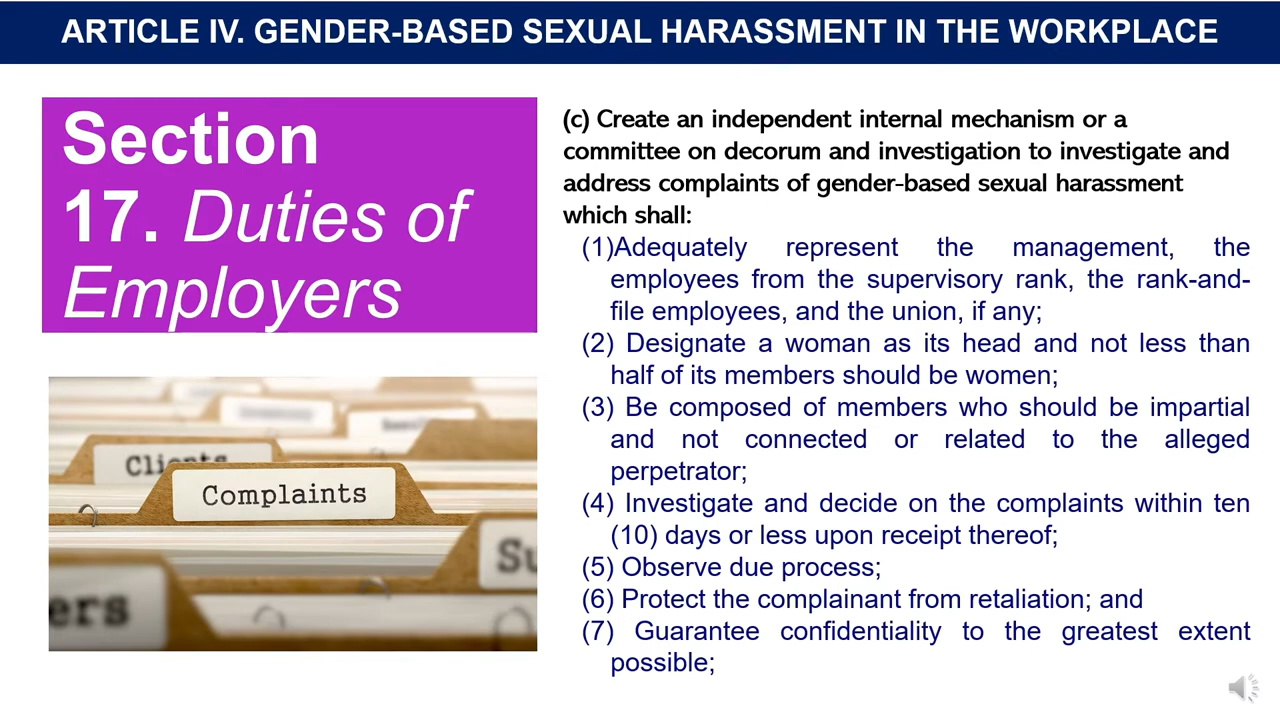 ARTICLE IV. GENDER-BASED SEXUAL HARASSMENT IN THE WORKPLACE
Section
17. Duties of
Employers
Clients
Complaints
Su
ers
(c) Create an independent internal mechanism or a
committee on decorum and investigation to investigate and
address complaints of gender-based sexual harassment
which shall:
(1)Adequately represent the management, the
employees from the supervisory rank, the rank-and-
file employees, and the union, if any;
(2) Designate a woman as its head and not less than
half of its members should be women;
(3) Be composed of members who should be impartial
and not connected or related to the alleged
perpetrator;
(4) Investigate and decide on the complaints within ten
(10) days or less upon receipt thereof;
(5) Observe due process;
(6) Protect the complainant from retaliation; and
(7) Guarantee confidentiality to the greatest extent
possible;